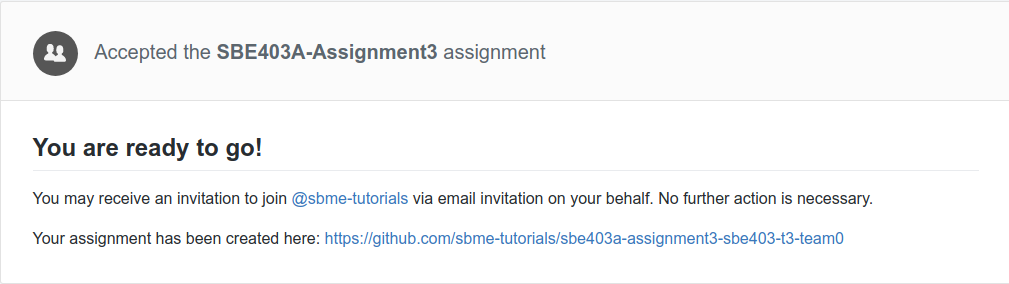 Accepted the SBE403A-Assignment3 assignment
You are ready to go!
You may receive an invitation to join @sbme-tutorials via email invitation on your behalf. No further action is necessary.
Your assignment has been created here: https://github.com/sbme-tutorials/sbe403a-assignment3-sbe403-t3-team0